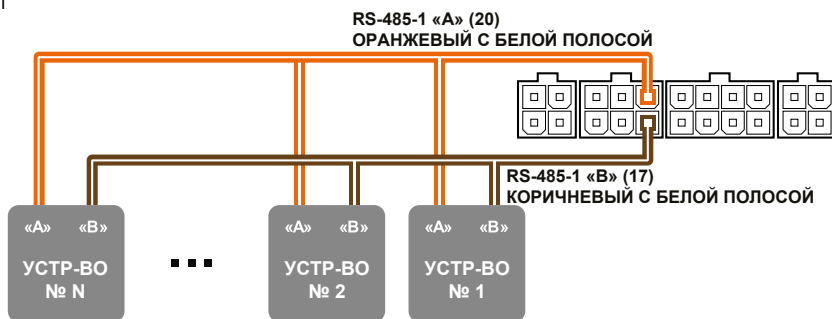 RS-485-1 «А» (20)
ОРАНЖЕВЫЙ С БЕЛОЙ ПОЛОСОЙ
RS-485-1 «В» (17)
КОРИЧНЕВЫЙ С БЕЛОЙ ПОЛОСОЙ
«А» «В»
УСТР-ВО
№ N
«А» «В»
УСТР-ВО
№ 2
«А» «В»
УСТР-ВО
№ 1